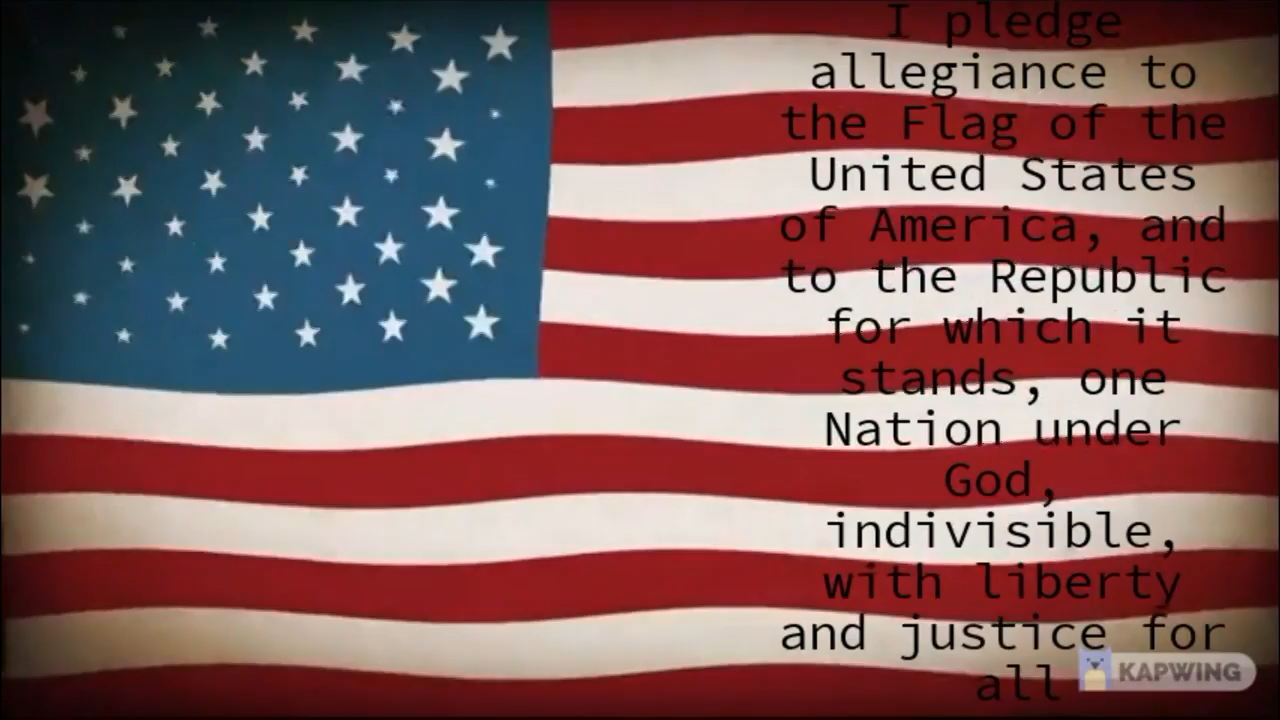 I pledge
allegiance to
the Flag of the
United States
of America, and
to the Republic
for which it
stands, one
Nation under
God,
indivisible,
with liberty
and justice for
all
KAPWING